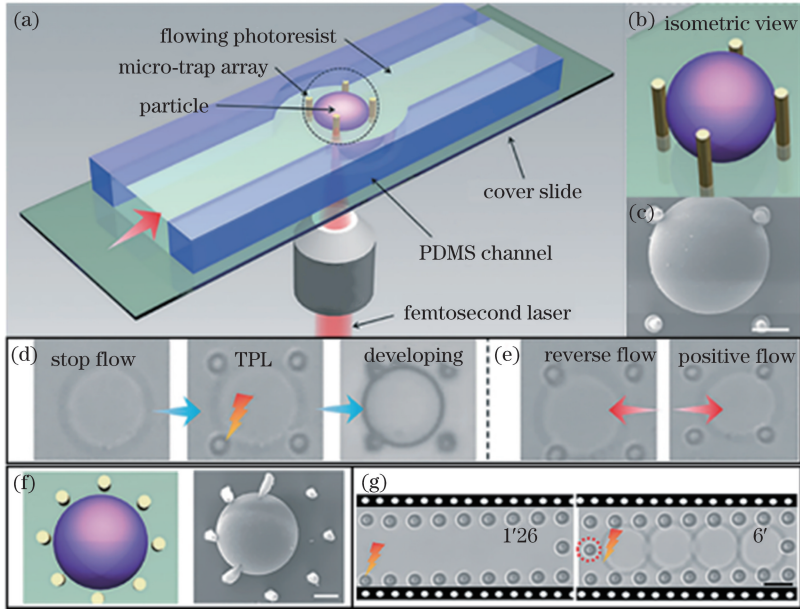 (a)
flowing photoresist
micro-trap array
particle
cover slide
PDMS channel
femtosecond laser
(b) isometric view
(c)
(d) stop flow
TPL
developing
(e) reverse flow
positive flow
(f)
(g)
1′26
6′